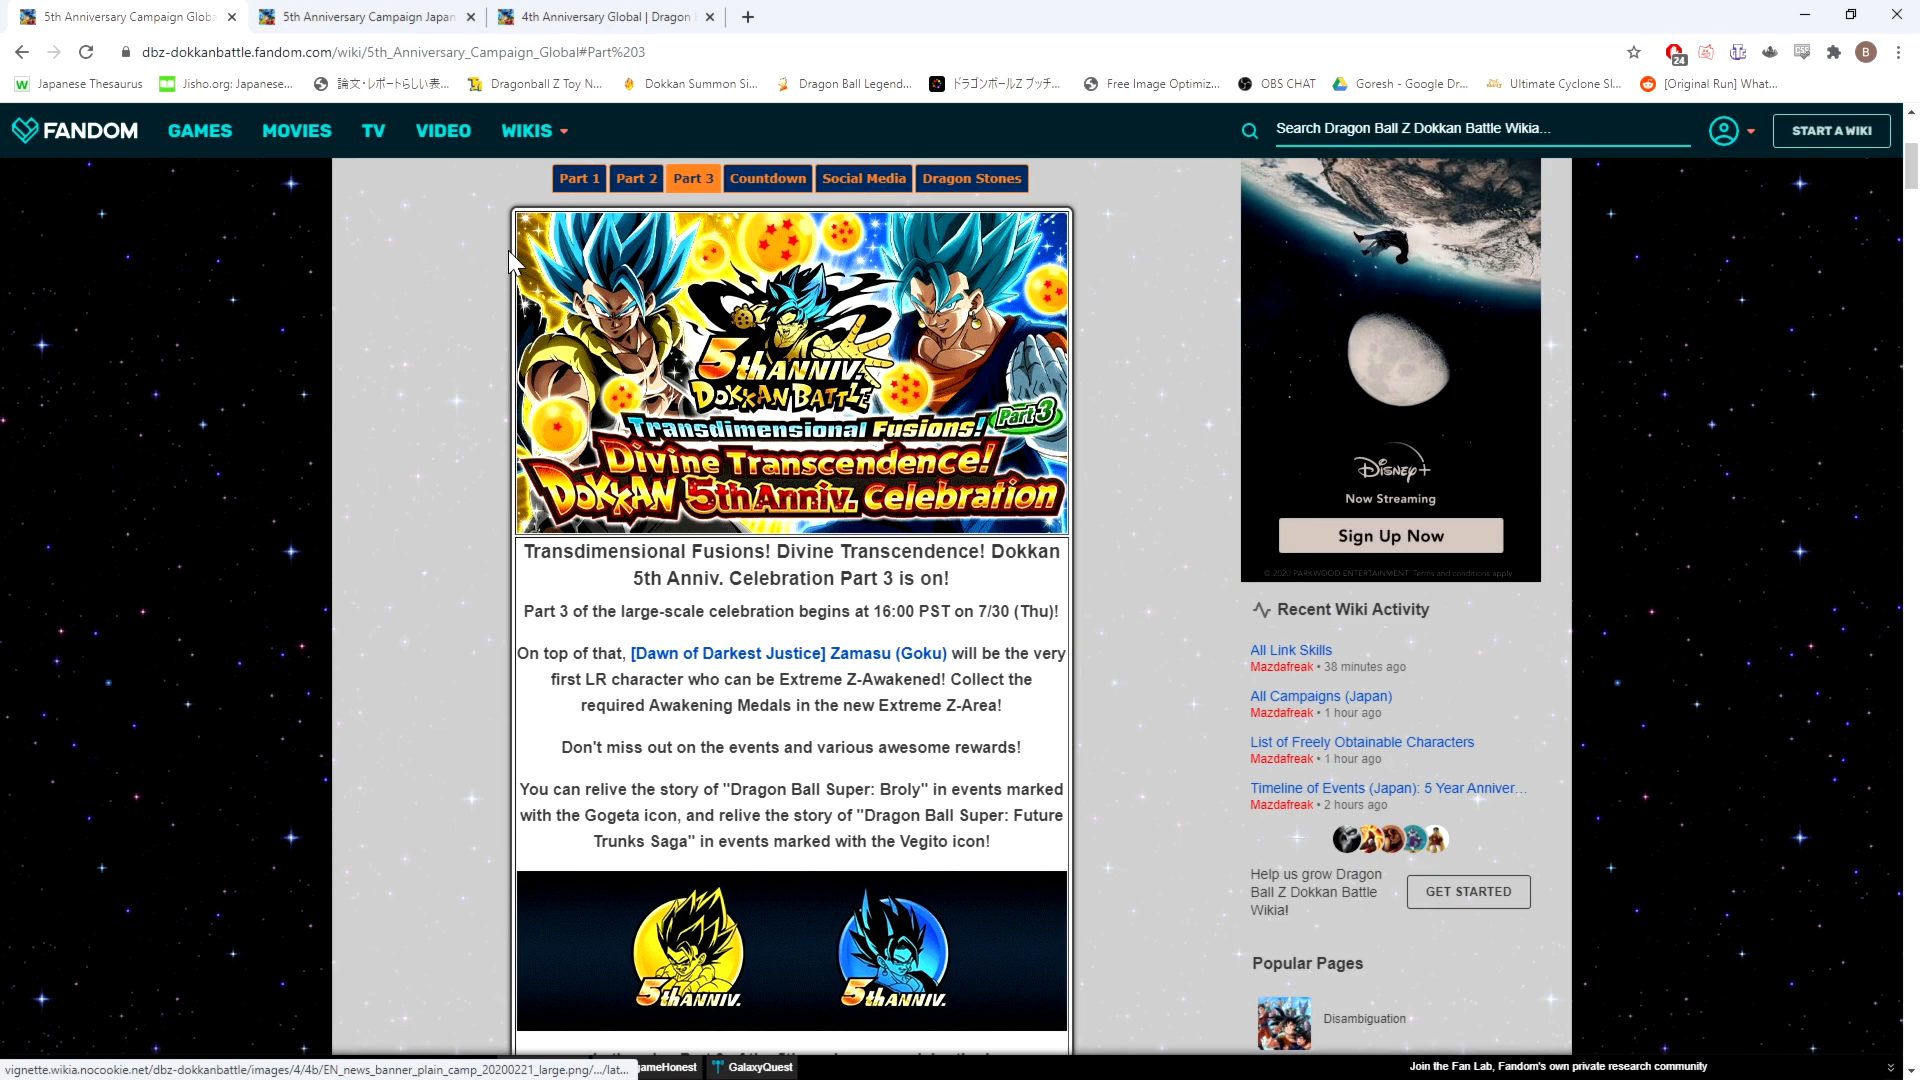 5th Anniversary Campaign Globa
5th Anniversary Campaign Japan
4th Anniversary Global | Dragon
dbz-dokkanbattle.fandom.com/wiki/5th_Anniversary_Campaign_Global#Part%203
24
B
Japanese Thesaurus
Jisho.org: Japanese...
論文・レポートらしい表...
Dragonball Z Toy N...
Dokkan Summon Si...
Dragon Ball Legend...
ドラゴンボールZ ブッチ...
Free Image Optimiz...
OBS CHAT
Goresh - Google Dr...
Ultimate Cyclone Sl...
[Original Run] What...
FANDOM GAMES MOVIES TV VIDEO WIKIS
Search Dragon Ball Z Dokkan Battle Wikia...
START A WIKI
Part 1 Part 2 Part 3 Countdown Social Media Dragon Stones
5th ANNIV.
DOKKAN BATTLE
Transdimensional Fusions! Part 3
Divine Transcendence!
DOKKAN 5th Anniv. Celebration
Transdimensional Fusions! Divine Transcendence! Dokkan
5th Anniv. Celebration Part 3 is on!
Part 3 of the large-scale celebration begins at 16:00 PST on 7/30 (Thu)!
On top of that, [Dawn of Darkest Justice] Zamasu (Goku) will be the very
first LR character who can be Extreme Z-Awakened! Collect the
required Awakening Medals in the new Extreme Z-Area!
Don't miss out on the events and various awesome rewards!
You can relive the story of "Dragon Ball Super: Broly" in events marked
with the Gogeta icon, and relive the story of "Dragon Ball Super: Future
Trunks Saga" in events marked with the Vegito icon!
5th ANNIV.
5th ANNIV.
Disney+
Now Streaming
Sign Up Now
© 2020 PARKWOOD ENTERTAINMENT. Terms and conditions apply
Recent Wiki Activity
All Link Skills
Mazdafreak • 38 minutes ago
All Campaigns (Japan)
Mazdafreak • 1 hour ago
List of Freely Obtainable Characters
Mazdafreak • 1 hour ago
Timeline of Events (Japan): 5 Year Anniver...
Mazdafreak • 2 hours ago
Help us grow Dragon
Ball Z Dokkan Battle
Wikia!
GET STARTED
Popular Pages
Disambiguation
vignette.wikia.nocookie.net/dbz-dokkanbattle/images/4/4b/EN_news_banner_plain_camp_20200221_large.png/.../lat...
ameHonest
GalaxyQuest
Join the Fan Lab, Fandom's own private research community